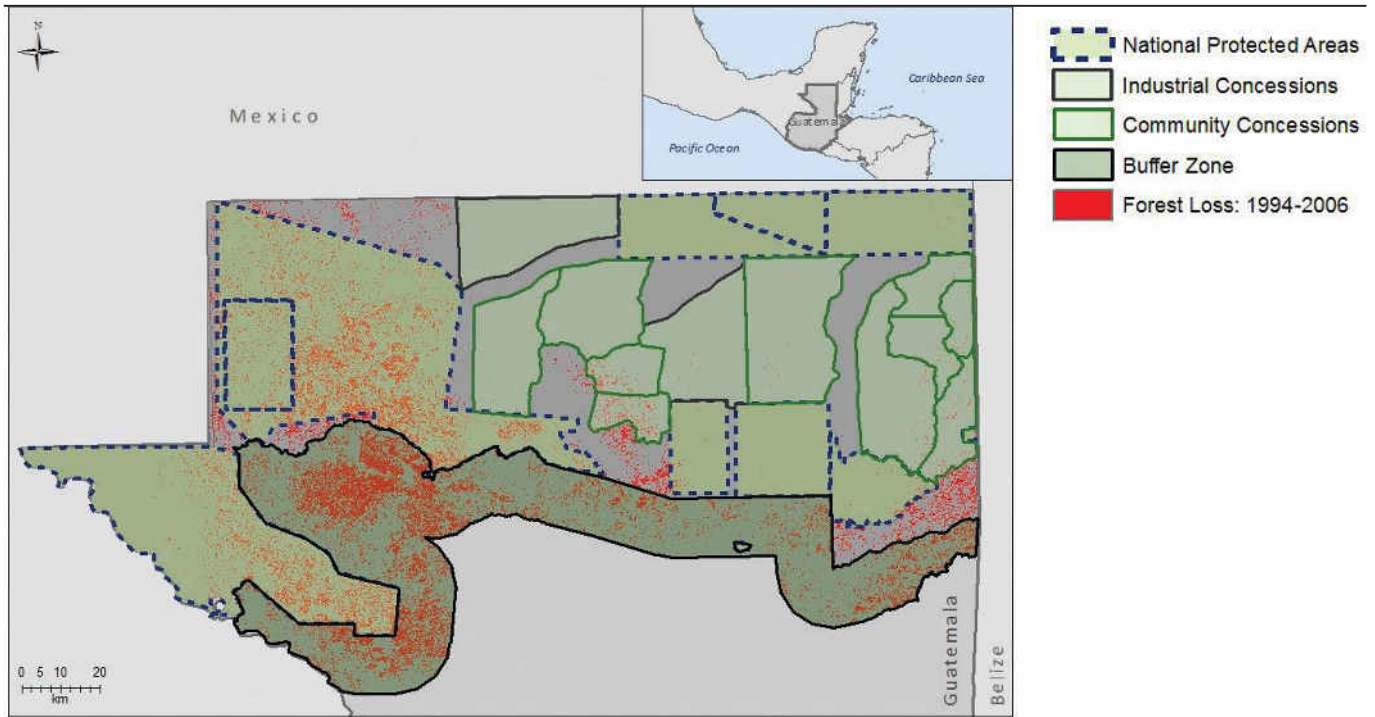 N
Mexico
Caribbean Sea
Guatemala
Pacific Ocean
National Protected Areas
Industrial Concessions
Community Concessions
Buffer Zone
Forest Loss: 1994-2006
0 5 10 20
km
Guatemala
Belize